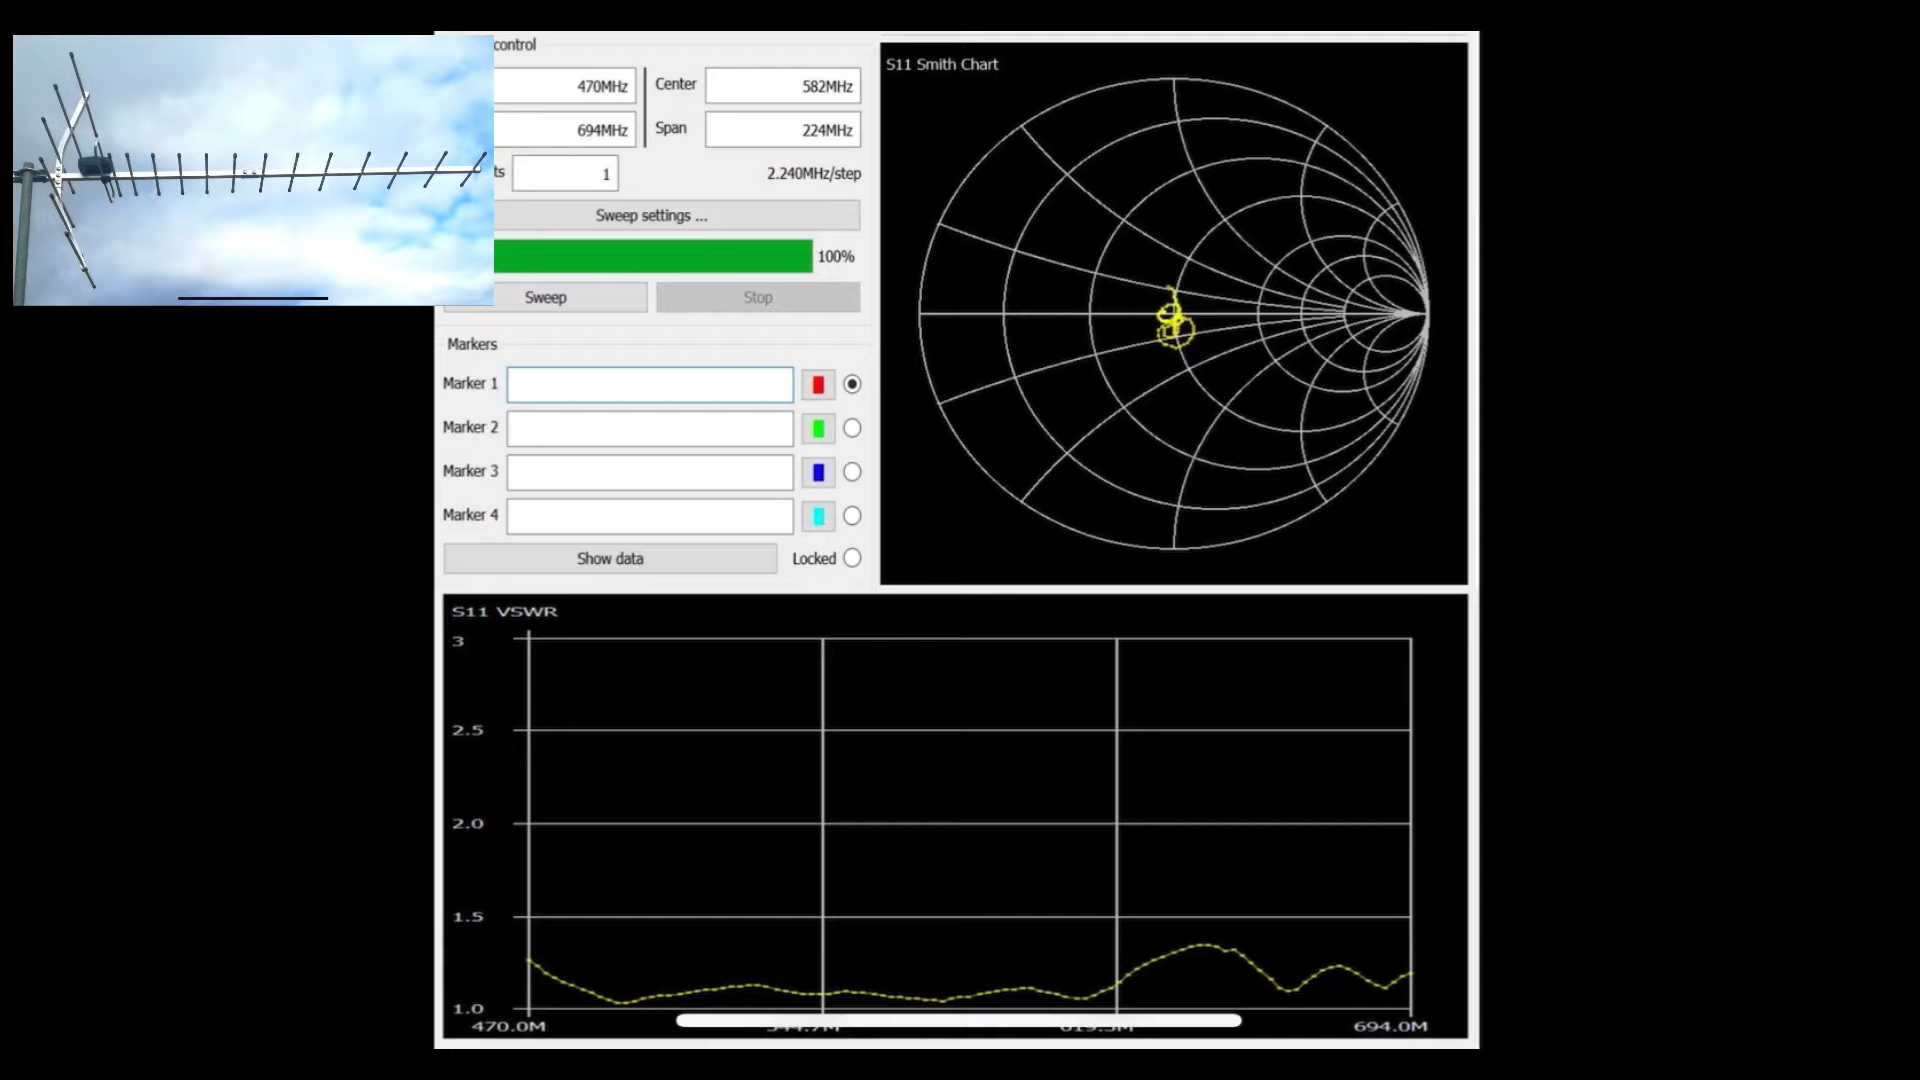 control
470MHz
Center
582MHz
694MHz
Span
224MHz
ts
1
2.240MHz/step
Sweep settings ...
100%
Sweep
Stop
Markers
Marker 1
Marker 2
Marker 3
Marker 4
Show data
Locked
S11 Smith Chart
S11 VSWR
3
2.5
2.0
1.5
1.0
470.0M
694.0M